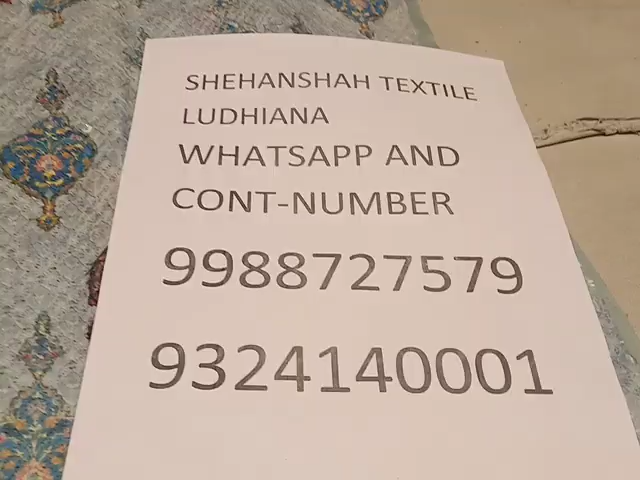 SHEHANSHAH TEXTILE
LUDHIANA
WHATSAPP AND
CONT-NUMBER
9988727579
9324140001